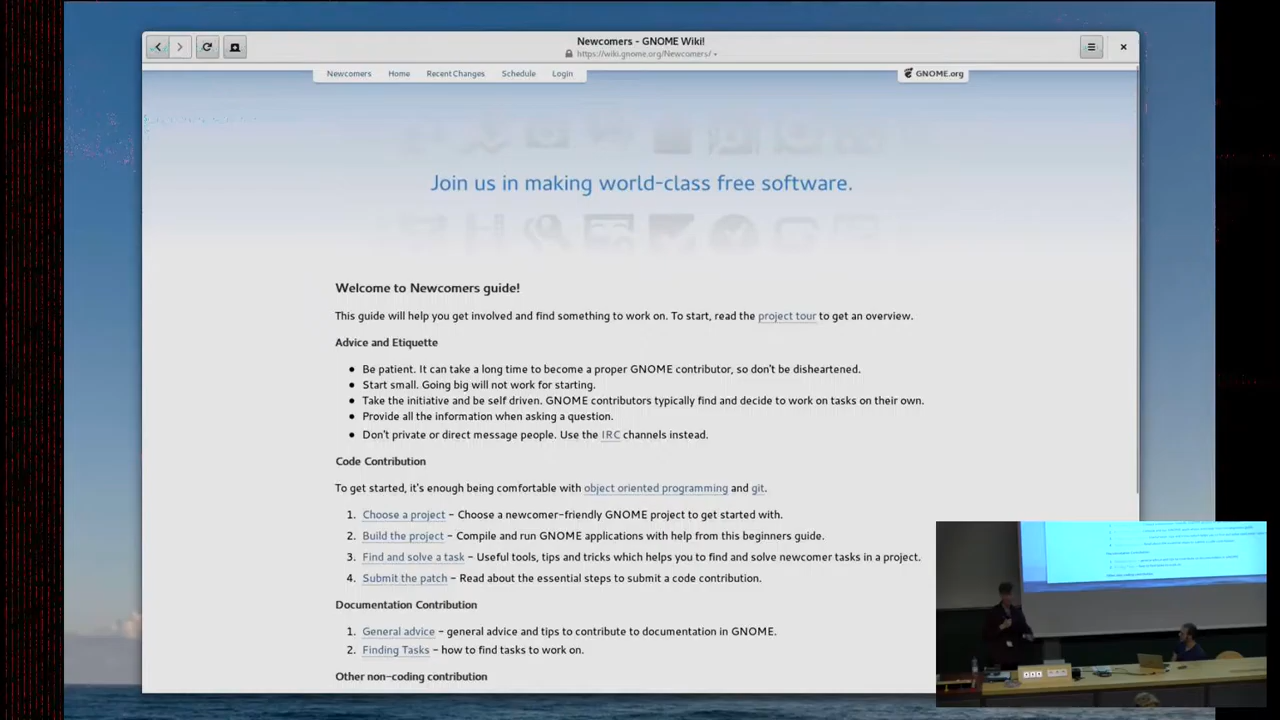 Newcomers - GNOME Wiki!
https://wiki.gnome.org/Newcomers/
Newcomers Home RecentChanges Schedule Login GNOME.org
Join us in making world-class free software.
Welcome to Newcomers guide!
This guide will help you get involved and find something to work on. To start, read the project tour to get an overview.
Advice and Etiquette
• Be patient. It can take a long time to become a proper GNOME contributor, so don't be disheartened.
• Start small. Going big will not work for starting.
• Take the initiative and be self driven. GNOME contributors typically find and decide to work on tasks on their own.
• Provide all the information when asking a question.
• Don't private or direct message people. Use the IRC channels instead.
Code Contribution
To get started, it's enough being comfortable with object oriented programming and git.
1. Choose a project – Choose a newcomer-friendly GNOME project to get started with.
2. Build the project – Compile and run GNOME applications with help from this beginners guide.
3. Find and solve a task – Useful tools, tips and tricks which helps you to find and solve newcomer tasks in a project.
4. Submit the patch – Read about the essential steps to submit a code contribution.
Documentation Contribution
1. General advice – general advice and tips to contribute to documentation in GNOME.
2. Finding Tasks – how to find tasks to work on.
Other non-coding contribution